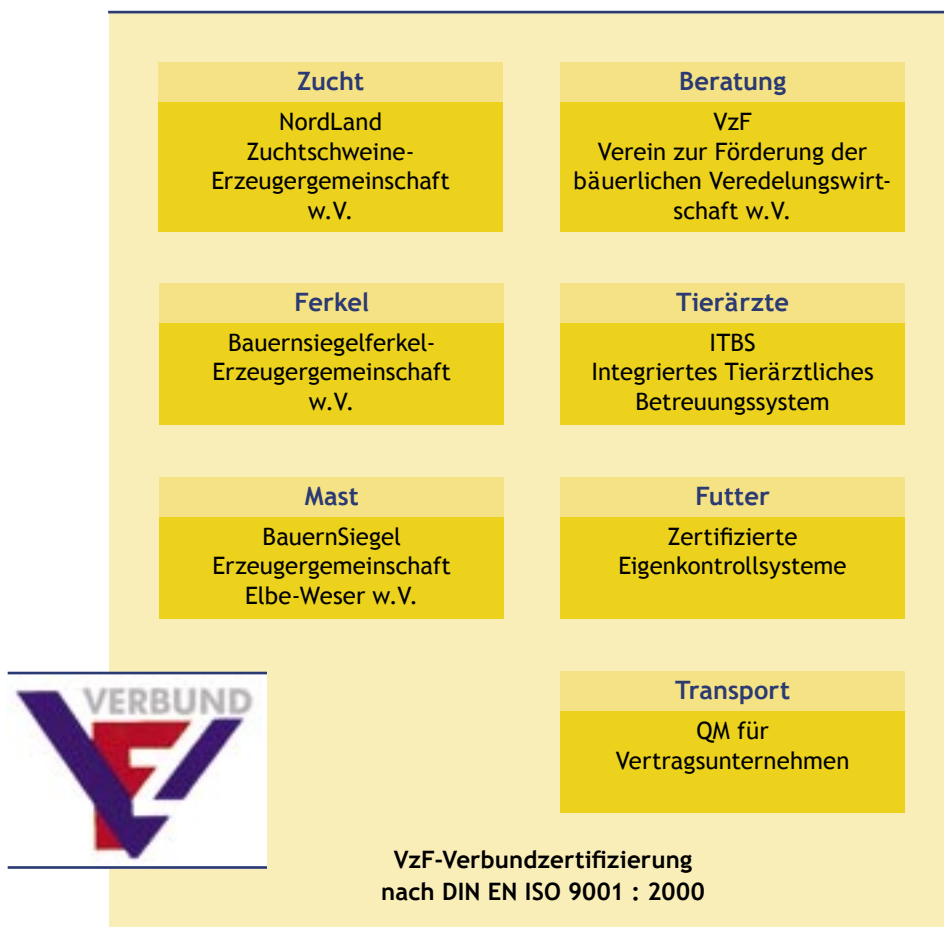 Zucht
NordLand
Zuchtschweine-
Erzeugergemeinschaft
w.V.
Beratung
VzF
Verein zur Förderung der
bäuerlichen Veredelungswirt-
schaft w.V.
Ferkel
Bauernsiegelferkel-
Erzeugergemeinschaft
w.V.
Tierärzte
ITBS
Integriertes Tierärztliches
Betreuungssystem
Mast
BauernSiegel
Erzeugergemeinschaft
Elbe-Weser w.V.
Futter
Zertifizierte
Eigenkontrollsysteme
Transport
QM für
Vertragsunternehmen
VERBUND
VzF-Verbundzertifizierung
nach DIN EN ISO 9001 : 2000